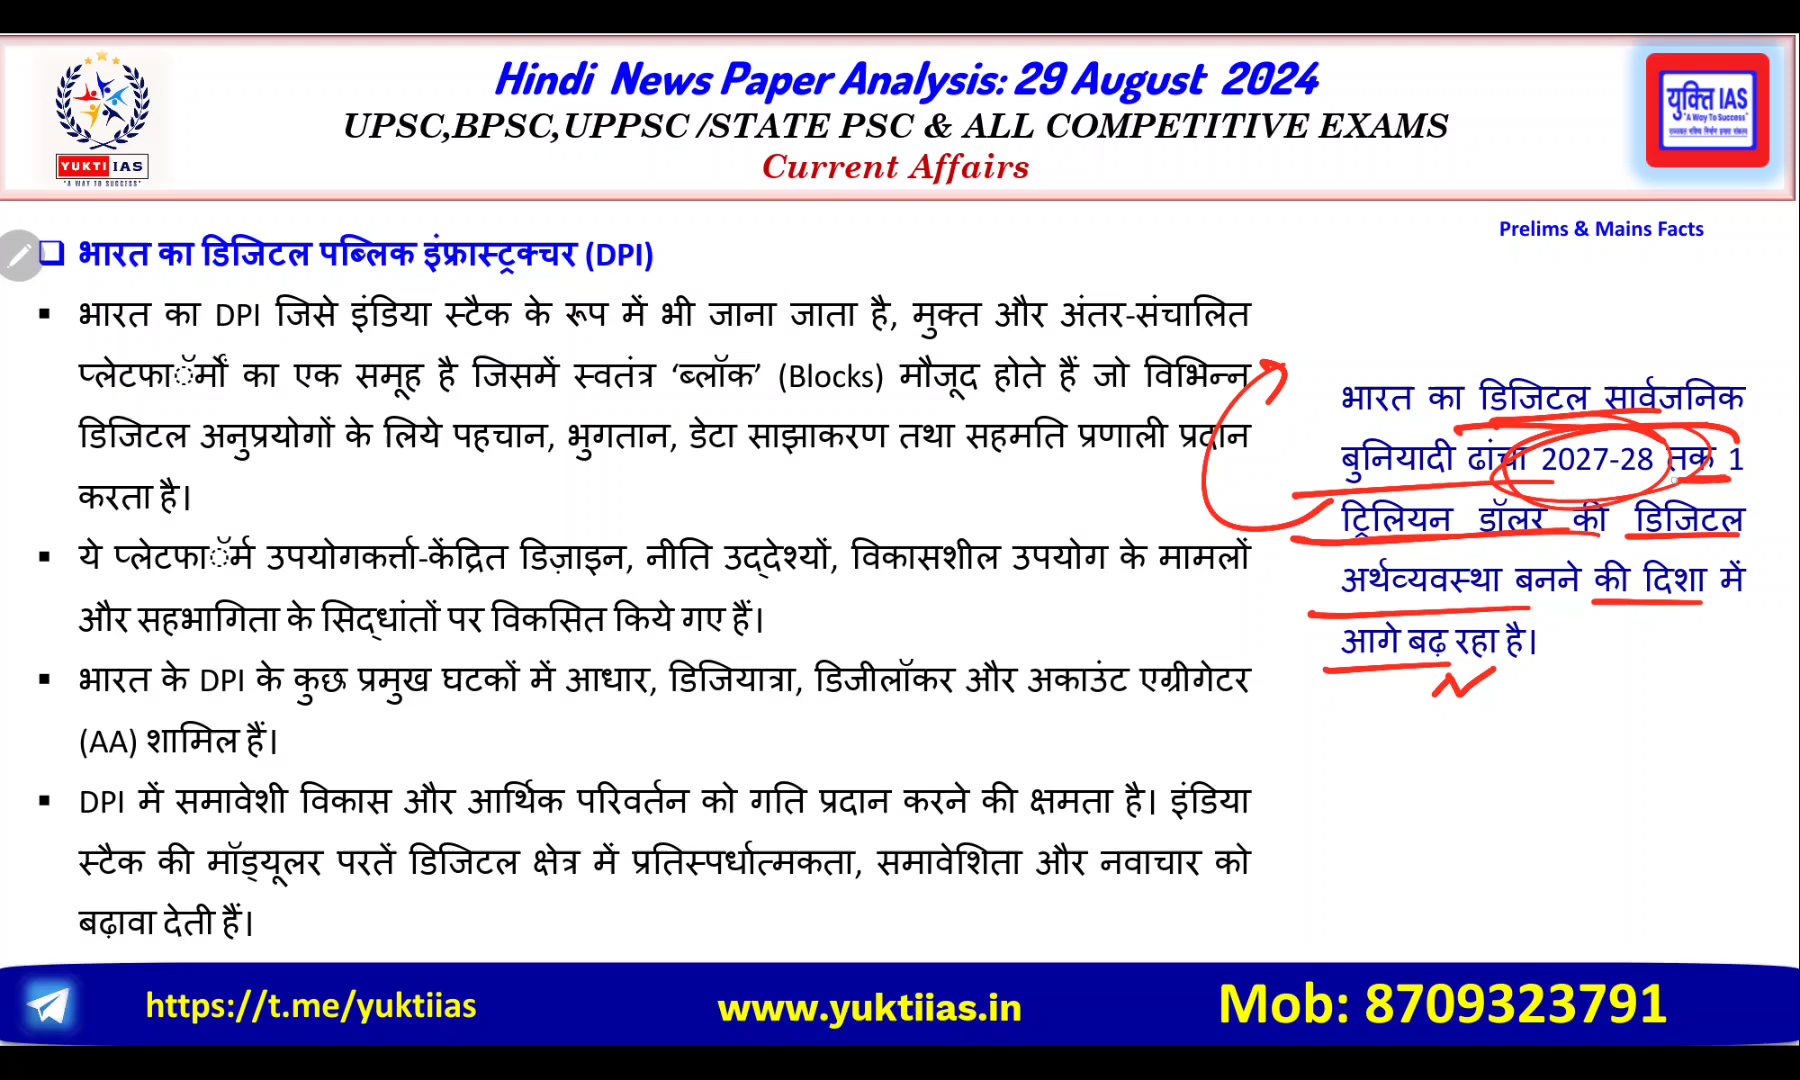 Hindi News Paper Analysis: 29 August 2024
UPSC,BPSC,UPPSC /STATE PSC & ALL COMPETITIVE EXAMS
Current Affairs
YUKTI IAS
"A WAY TO SUCCESS"
युक्ति IAS
"A Way To Success"
Prelims & Mains Facts
भारत का डिजिटल पब्लिक इंफ्रास्ट्रक्चर (DPI)
भारत का DPI जिसे इंडिया स्टैक के रूप में भी जाना जाता है, मुक्त और अंतर-संचालित
प्लेटफाॅर्मों का एक समूह है जिसमें स्वतंत्र ‘ब्लॉक’ (Blocks) मौजूद होते हैं जो विभिन्न
डिजिटल अनुप्रयोगों के लिये पहचान, भुगतान, डेटा साझाकरण तथा सहमति प्रणाली प्रदान
करता है।
ये प्लेटफाॅर्म उपयोगकर्त्ता-केंद्रित डिज़ाइन, नीति उद्देश्यों, विकासशील उपयोग के मामलों
और सहभागिता के सिद्धांतों पर विकसित किये गए हैं।
भारत के DPI के कुछ प्रमुख घटकों में आधार, डिजियात्रा, डिजीलॉकर और अकाउंट एग्रीगेटर
(AA) शामिल हैं।
DPI में समावेशी विकास और आर्थिक परिवर्तन को गति प्रदान करने की क्षमता है। इंडिया
स्टैक की मॉड्यूलर परतें डिजिटल क्षेत्र में प्रतिस्पर्धात्मकता, समावेशिता और नवाचार को
बढ़ावा देती हैं।
भारत का डिजिटल सार्वजनिक
बुनियादी ढांचा 2027-28 तक 1
ट्रिलियन डॉलर की डिजिटल
अर्थव्यवस्था बनने की दिशा में
आगे बढ़ रहा है।
https://t.me/yuktiias
www.yuktiias.in
Mob: 8709323791